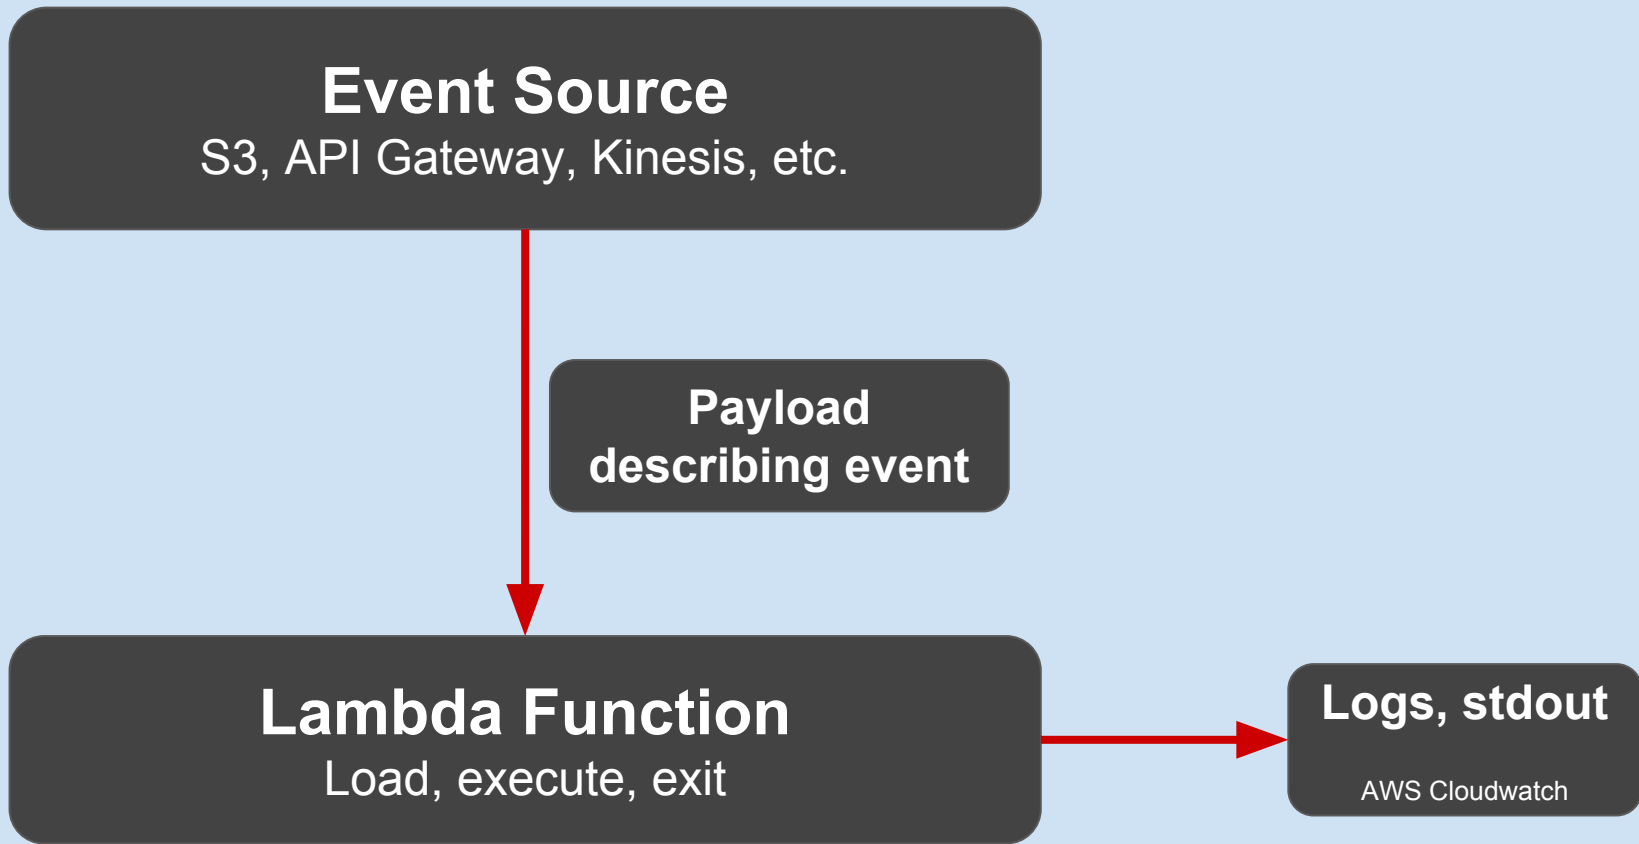 Event Source
S3, API Gateway, Kinesis, etc.
Payload
describing event
Lambda Function
Load, execute, exit
Logs, stdout
AWS Cloudwatch